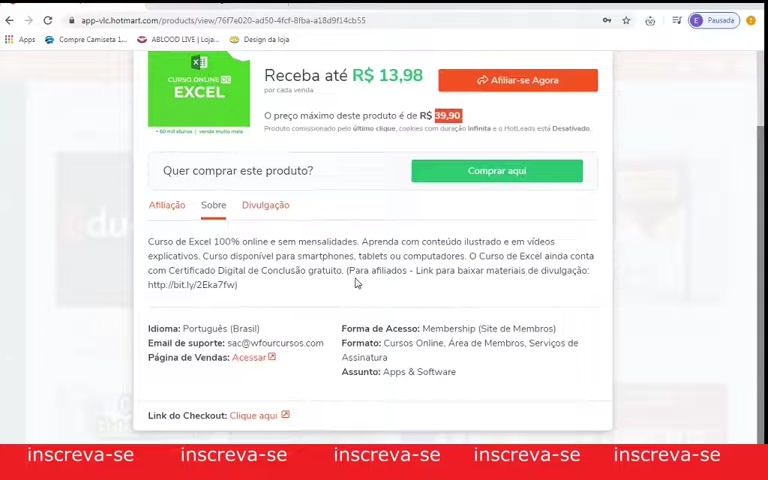 app-vlc.hotmart.com/products/view/76f7e020-ad50-4fcf-8fba-a18d9f14cb55
E
Pausada
Apps
Compre Camiseta 1...
ABLOOD LIVE | Loja...
Design da loja
CURSO ONLINE DE
EXCEL
+ 60 mil alunos | venda muito mais
Receba até R$ 13,98
por cada venda
Afiliar-se Agora
O preço máximo deste produto é de R$ 39,90
Produto comissionado pelo último clique, cookies com duração infinita e o HotLeads está Desativado.
Quer comprar este produto?
Comprar aqui
Afiliação
Sobre
Divulgação
Curso de Excel 100% online e sem mensalidades. Aprenda com conteúdo ilustrado e em vídeos
explicativos. Curso disponível para smartphones, tablets ou computadores. O Curso de Excel ainda conta
com Certificado Digital de Conclusão gratuito. (Para afiliados - Link para baixar materiais de divulgação:
http://bit.ly/2Eka7fw)
Idioma: Português (Brasil)
Email de suporte: sac@wfourcursos.com
Página de Vendas: Acessar
Forma de Acesso: Membership (Site de Membros)
Formato: Cursos Online, Área de Membros, Serviços de
Assinatura
Assunto: Apps & Software
Link do Checkout: Clique aqui
inscreva-se inscreva-se inscreva-se inscreva-se inscreva-se